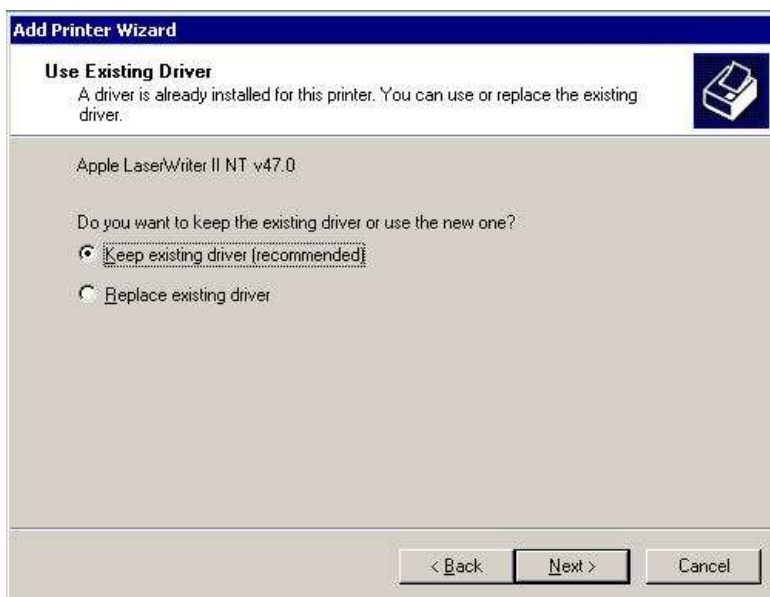 Add Printer Wizard
Use Existing Driver
A driver is already installed for this printer. You can use or replace the existing
driver.
Apple LaserWriter II NT v47.0
Do you want to keep the existing driver or use the new one?
Keep existing driver (recommended)
Replace existing driver
< Back Next > Cancel